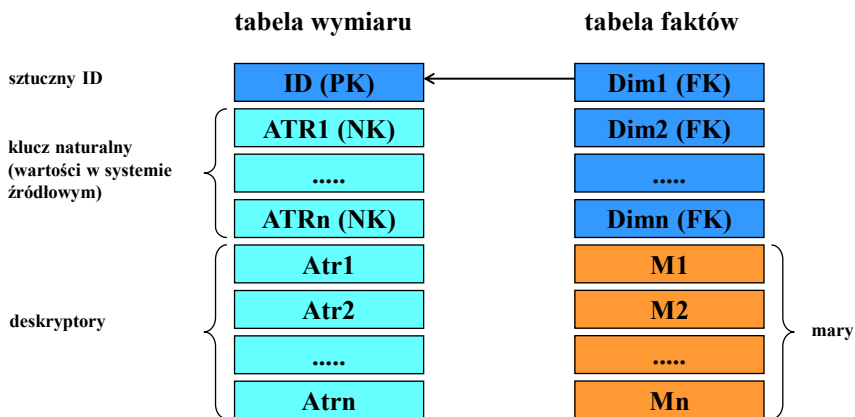 tabela wymiaru
tabela faktów
sztuczny ID
ID (PK)
Dim1 (FK)
klucz naturalny
(wartości w systemie
źródłowym)
ATR1 (NK)
Dim2 (FK)
.....
.....
ATRn (NK)
Dimn (FK)
deskryptory
Atr1
M1
Atr2
M2
.....
.....
Atrn
Mn
mary